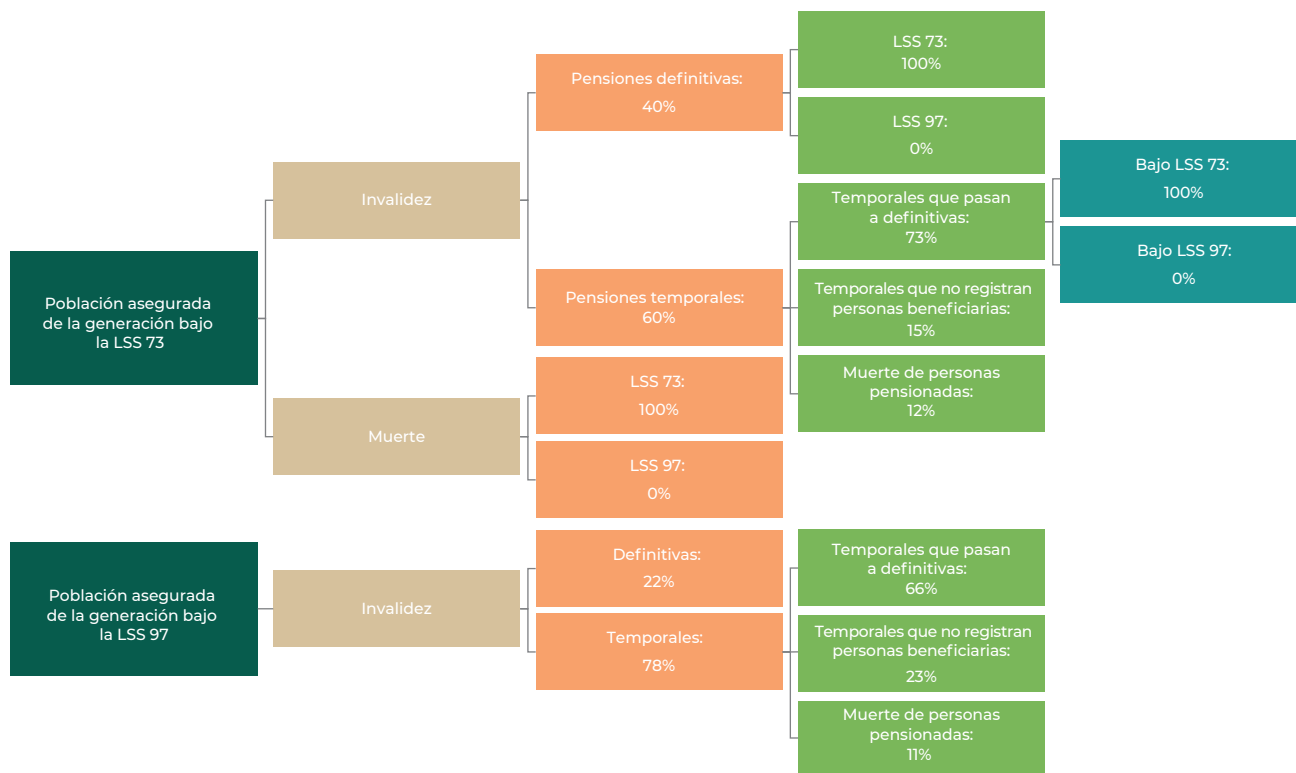 Población asegurada
de la generación bajo
la LSS 73
Invalidez
Pensiones definitivas:
40%
LSS 73:
100%
LSS 97:
0%
Pensiones temporales:
60%
Temporales que pasan
a definitivas:
73%
Bajo LSS 73:
100%
Bajo LSS 97:
0%
Temporales que no registran
personas beneficiarias:
15%
Muerte de personas
pensionadas:
12%
Muerte
LSS 73:
100%
LSS 97:
0%
Población asegurada
de la generación bajo
la LSS 97
Invalidez
Definitivas:
22%
Temporales:
78%
Temporales que pasan
a definitivas:
66%
Temporales que no registran
personas beneficiarias:
23%
Muerte de personas
pensionadas:
11%